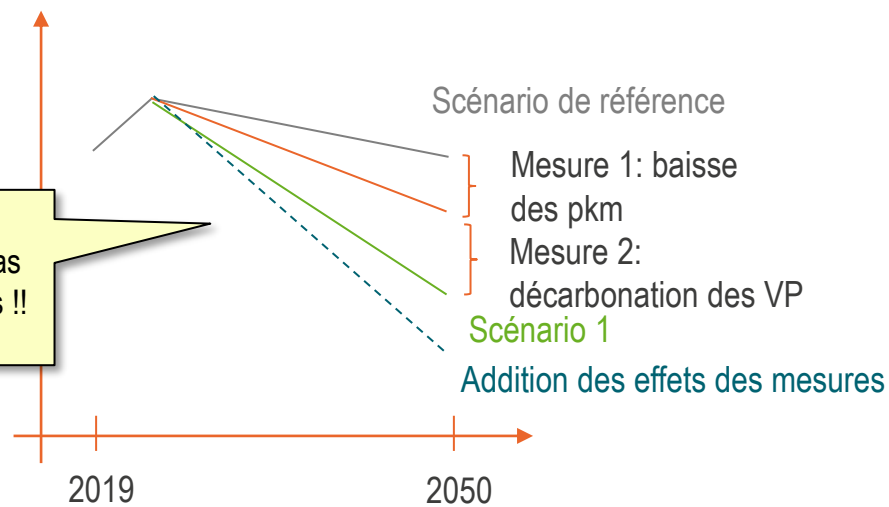 Scénario de référence
Mesure 1: baisse
des pkm
Mesure 2:
décarbonation des VP
Scénario 1
Addition des effets des mesures
!!
2019
2050